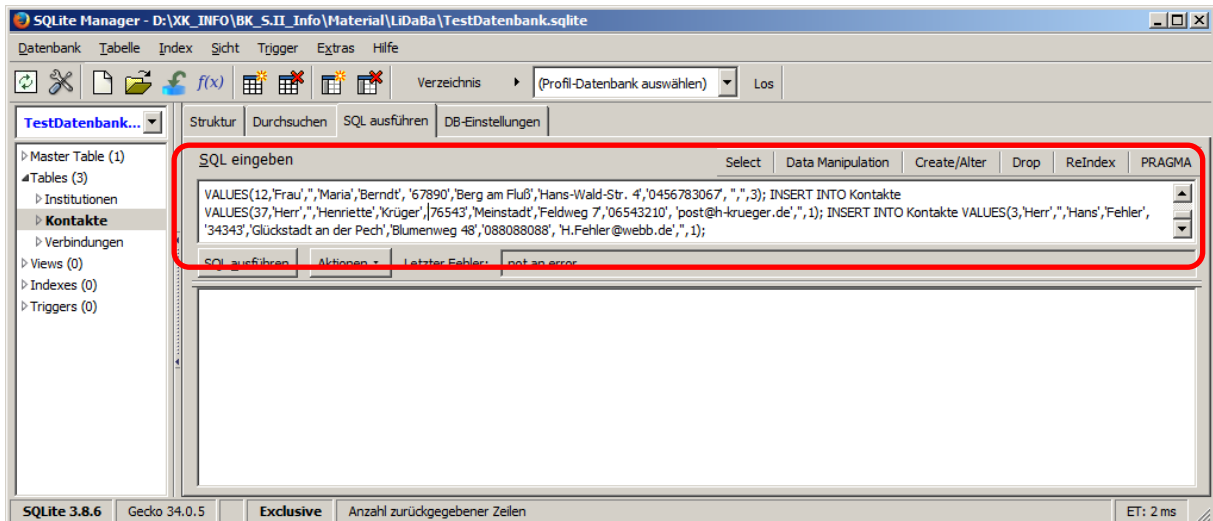 SQLite Manager - D:\XK_INFO\BK_S.II_Info\Material\LiDaBa\TestDatenbank.sqlite
Datenbank Tabelle Index Sicht Trigger Extras Hilfe
f(x) Verzeichnis (Profil-Datenbank auswählen) Los
TestDatenbank...
Struktur Durchsuchen SQL ausführen DB-Einstellungen
Master Table (1)
Tables (3)
Institutionen
Kontakte
Verbindungen
Views (0)
Indexes (0)
Triggers (0)
SQL eingeben
Select Data Manipulation Create/Alter Drop ReIndex PRAGMA
VALUES(12,'Frau','','Maria','Berndt', '67890','Berg am Fluß','Hans-Wald-Str. 4','0456783067', '','',3); INSERT INTO Kontakte
VALUES(37,'Herr','','Henriette','Krüger','76543','Meinstadt','Feldweg 7','06543210', 'post@h-krueger.de','',1); INSERT INTO Kontakte VALUES(3,'Herr','','Hans','Fehler',
'34343','Glückstadt an der Pech','Blumenweg 48','088088088', 'H.Fehler@webb.de','',1);
SQL ausführen Aktionen Letzter Fehler: not an error
SQLite 3.8.6 Gecko 34.0.5 Exclusive Anzahl zurückgegebener Zeilen ET: 2 ms